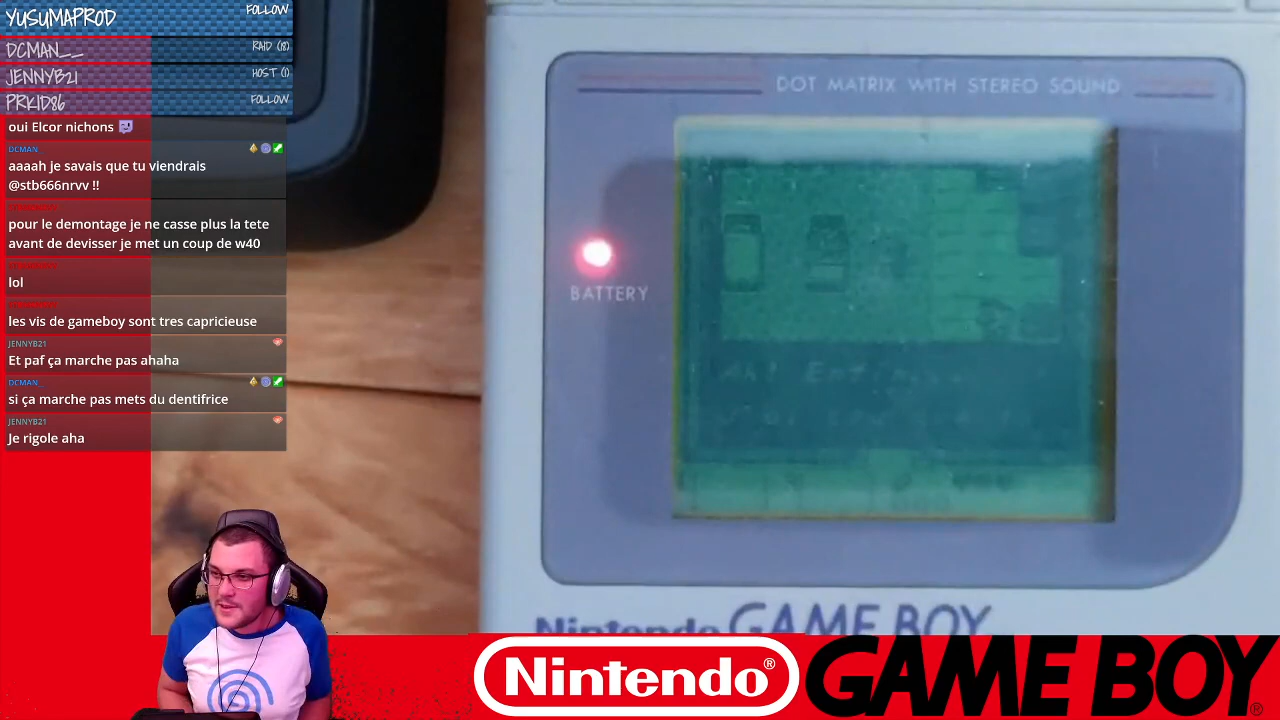 YUSUMAPROD FOLLOW
DCMAN__ RAID (18)
JENNYB21 HOST (1)
PRKID86 FOLLOW
oui Elcor nichons
DCMAN_
aaaah je savais que tu viendrais
@stb666nrvv !!
pour le demontage je ne casse plus la tete
avant de devisser je met un coup de w40
lol
les vis de gameboy sont tres capricieuse
JENNYB21
Et paf ça marche pas ahaha
DCMAN_
si ça marche pas mets du dentifrice
JENNYB21
Je rigole aha
DOT MATRIX WITH STEREO SOUND
BATTERY
Nintendo GAME BOY
Nintendo® GAME BOY®